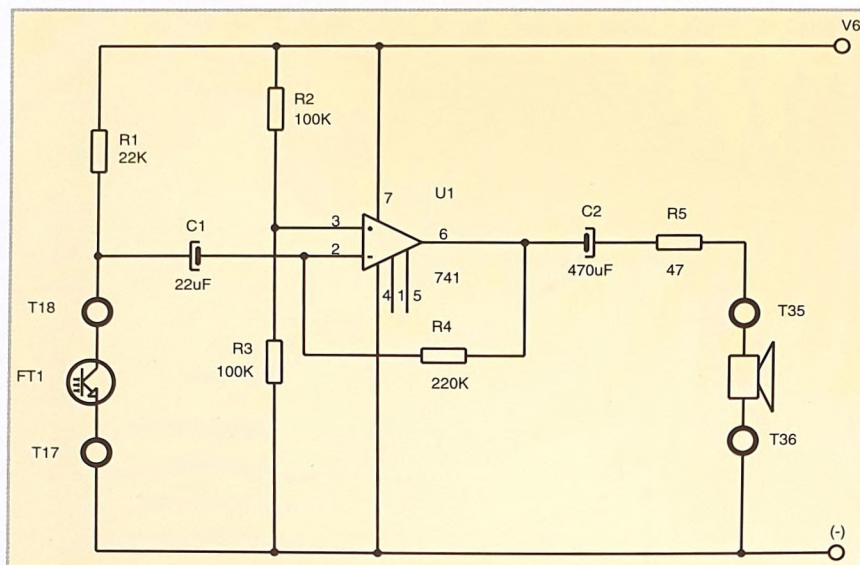 V6
R2
100K
R1
22K
U1
7
C1
3
6
C2
R5
2
22uF
741
470uF
47
4 1 5
T18
T35
R4
R3
100K
FT1
220K
T17
T36
(-)